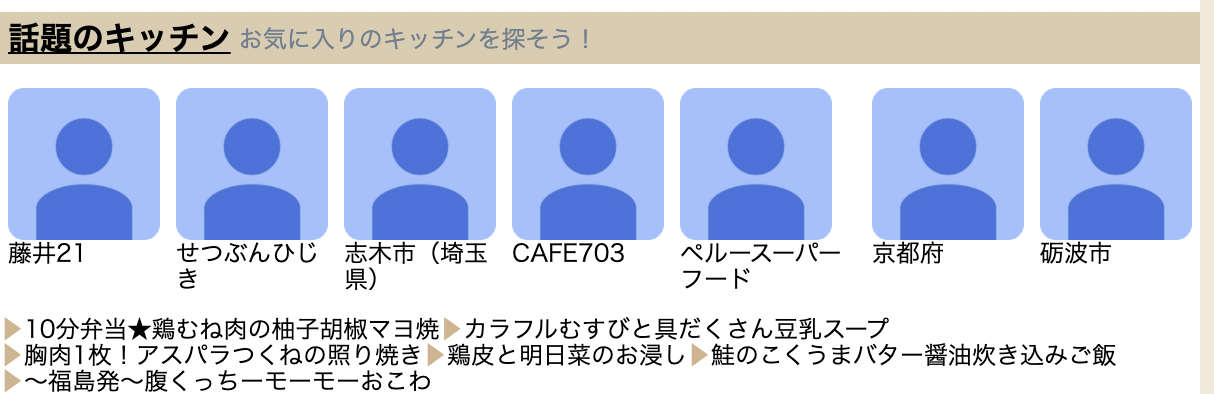 話題のキッチン お気に入りのキッチンを探そう！
藤井21
せつぶんひじ
き
志木市（埼玉
県）
CAFE703
ペルースーパー
フード
京都府
砺波市
▶10分弁当★鶏むね肉の柚子胡椒マヨ焼▶カラフルむすびと具だくさん豆乳スープ
▶胸肉1枚！アスパラつくねの照り焼き▶鶏皮と明日菜のお浸し▶鮭のこくうまバター醤油炊き込みご飯
▶〜福島発〜腹くっちーモーモーおこわ